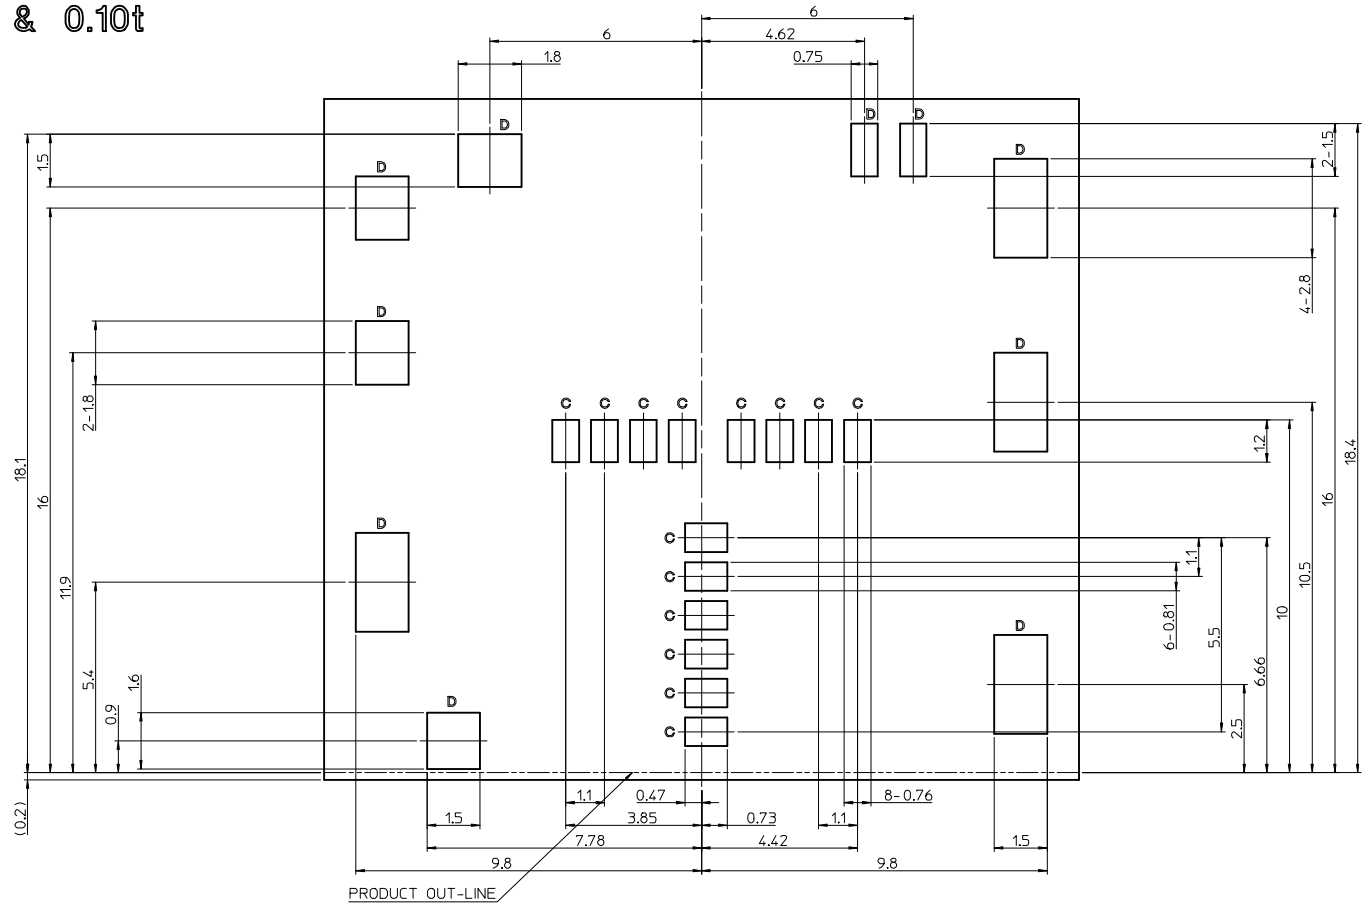 & 0.10t
6
6
4.62
1.8
0.75
D
D
D
1.5
D
D
2-1.5
D
4-2.8
2-1.8
D
18.1
16
11.9
5.4
1.6
0.9
(0.2)
C
C
C
C
C
C
C
C
1.2
18.4
16
10.5
10
D
D
C
C
C
C
C
C
1.1
6-0.81
5.5
6.66
2.5
D
D
1.1
0.47
8-0.76
3.85
0.73
1.1
1.5
1.5
7.78
4.42
9.8
9.8
PRODUCT OUT-LINE